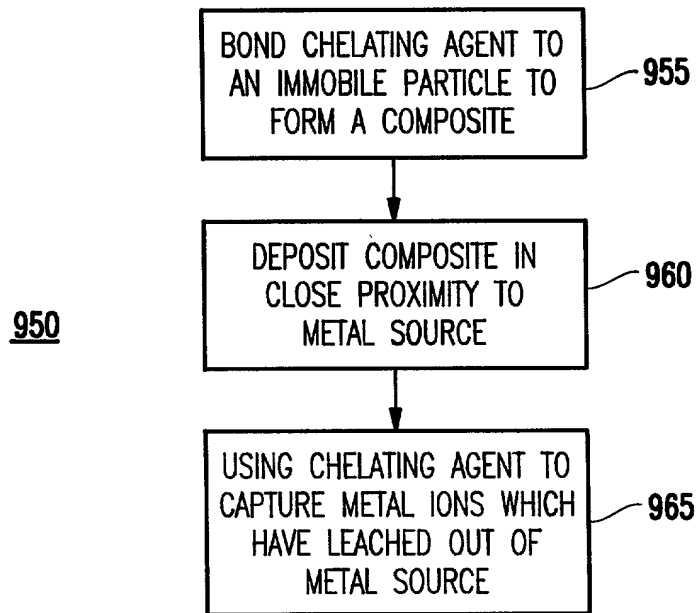 BOND CHELATING AGENT TO
AN IMMOBILE PARTICLE TO
FORM A COMPOSITE
955
DEPOSIT COMPOSITE IN
CLOSE PROXIMITY TO
METAL SOURCE
960
950
USING CHELATING AGENT TO
CAPTURE METAL IONS WHICH
HAVE LEACHED OUT OF
METAL SOURCE
965